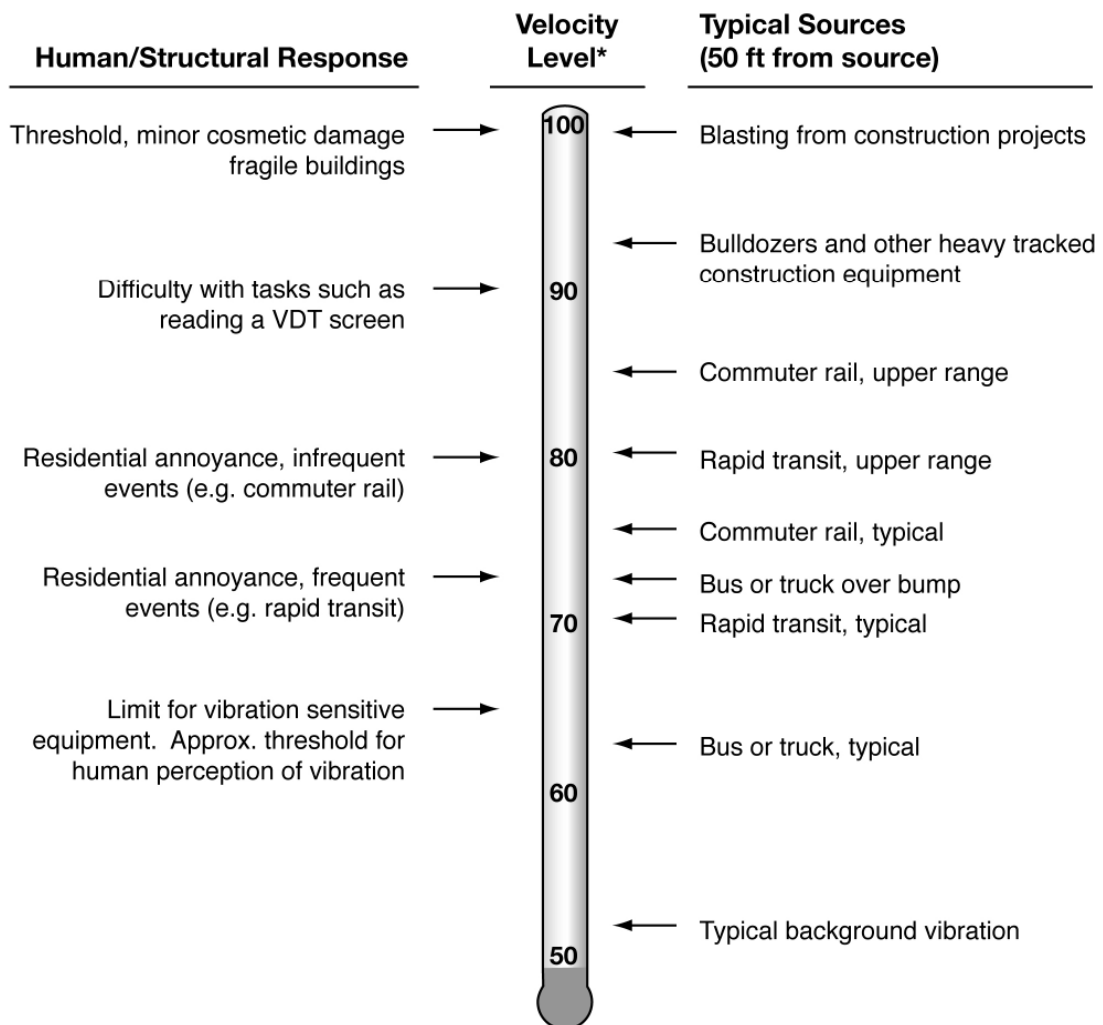 Human/Structural Response
Velocity
Level*
Typical Sources
(50 ft from source)
Threshold, minor cosmetic damage
fragile buildings
100
Blasting from construction projects
Bulldozers and other heavy tracked
construction equipment
Difficulty with tasks such as
reading a VDT screen
90
Commuter rail, upper range
Residential annoyance, infrequent
events (e.g. commuter rail)
80
Rapid transit, upper range
Commuter rail, typical
Residential annoyance, frequent
events (e.g. rapid transit)
Bus or truck over bump
70
Rapid transit, typical
Limit for vibration sensitive
equipment.  Approx. threshold for
human perception of vibration
Bus or truck, typical
60
Typical background vibration
50